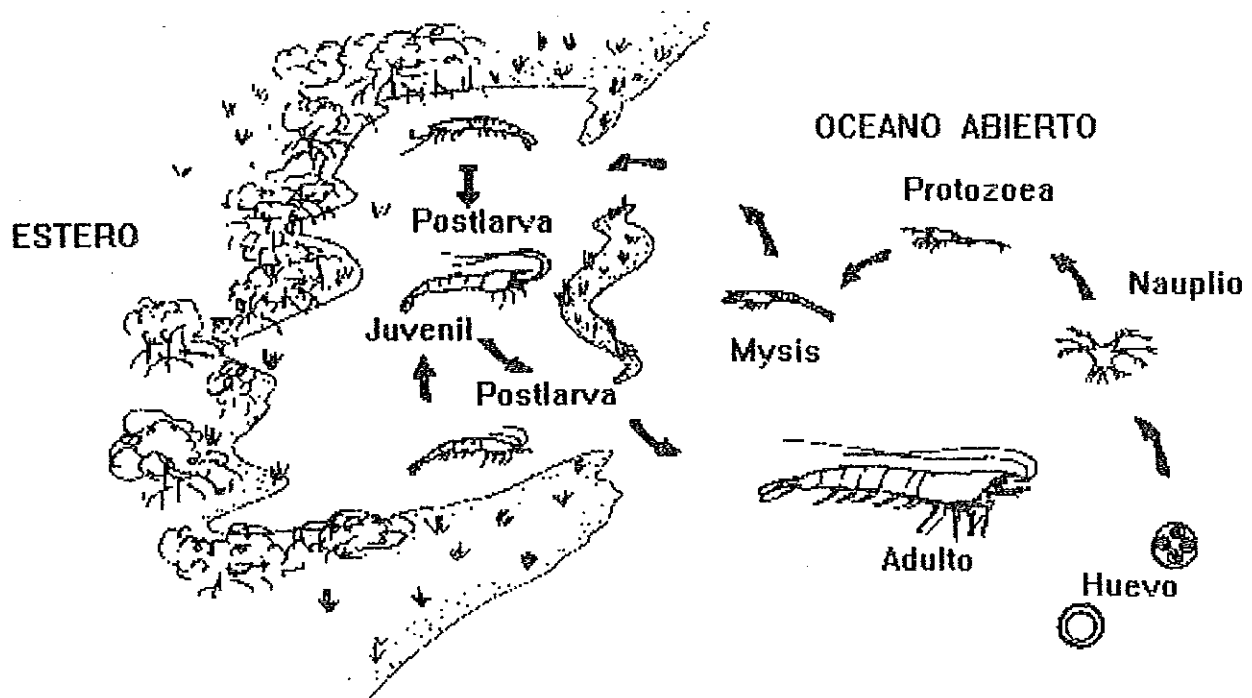 OCEANO ABIERTO
Protozoea
ESTERO
Postlarva
Nauplio
Juvenil
Mysis
Postlarva
Adulto
Huevo